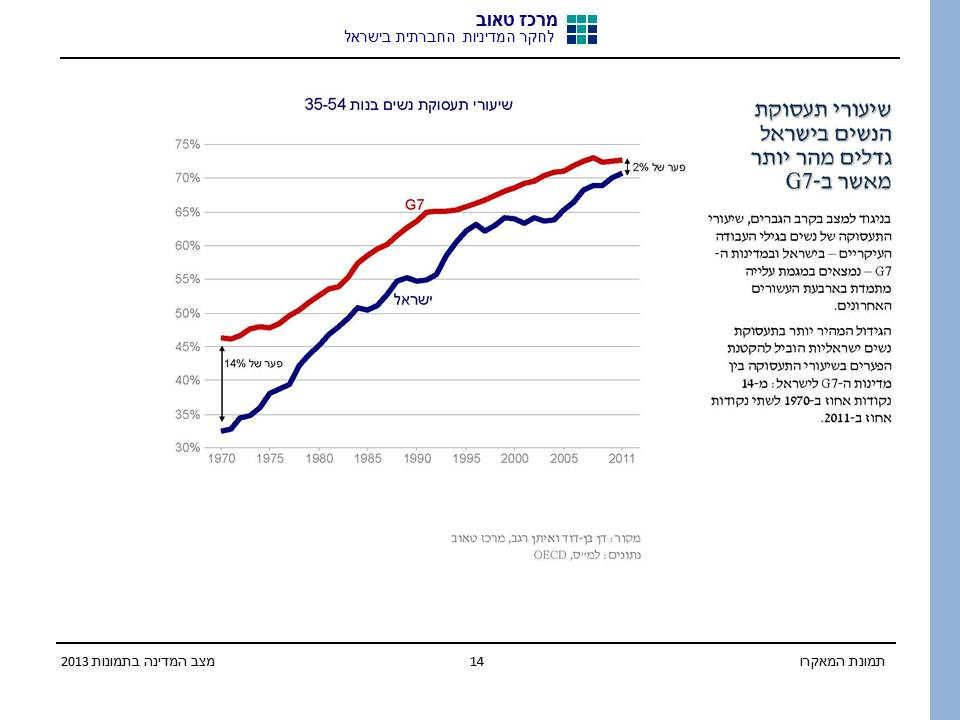 מרכז טאוב
לחקר המדיניות החברתית בישראל
שיעורי תעסוקת
הנשים בישראל
גדלים מהר יותר
מאשר ב-G7
בניגוד למצב בקרב הגברים, שיעורי
התעסוקה של נשים בגילי העבודה
העיקריים – בישראל ובמדינות ה-
G7 – נמצאים במגמת עלייה
מתמדת בארבעת העשורים
האחרונים.
הגידול המהיר יותר בתעסוקת
נשים ישראליות הוביל להקטנת
הפערים בשיעורי התעסוקה בין
מדינות ה-G7 לישראל: מ-14
נקודות אחוז ב-1970 לשתי נקודות
אחוז ב-2011.
שיעורי תעסוקת נשים בנות 35-54
75%
70%
65%
60%
55%
50%
45%
40%
35%
30%
פער של 2%
G7
ישראל
פער של 14%
1970 1975 1980 1985 1990 1995 2000 2005 2011
מקור: דן בן-דוד ואיתן רגב, מרכז טאוב
נתונים: למ״ס, OECD
תמונת המאקרו
14
מצב המדינה בתמונות 2013